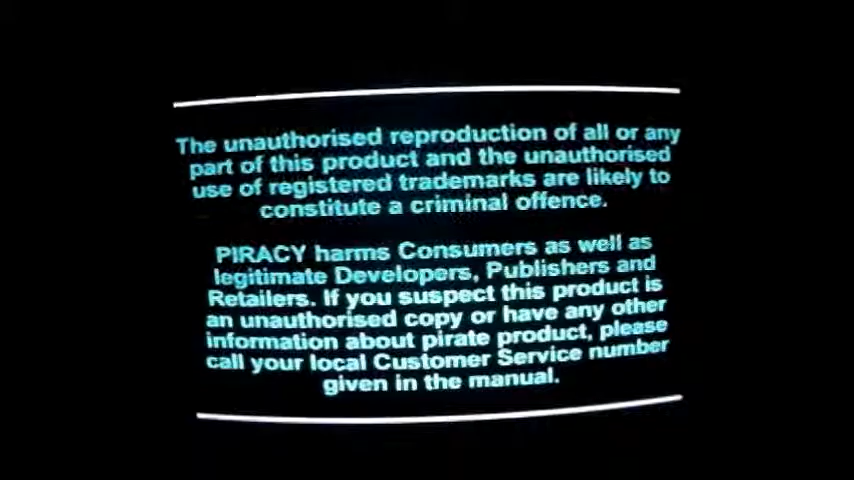 The unauthorised reproduction of all or any
part of this product and the unauthorised
use of registered trademarks are likely to
constitute a criminal offence.
PIRACY harms Consumers as well as
legitimate Developers, Publishers and
Retailers. If you suspect this product is
an unauthorised copy or have any other
information about pirate product, please
call your local Customer Service number
given in the manual.